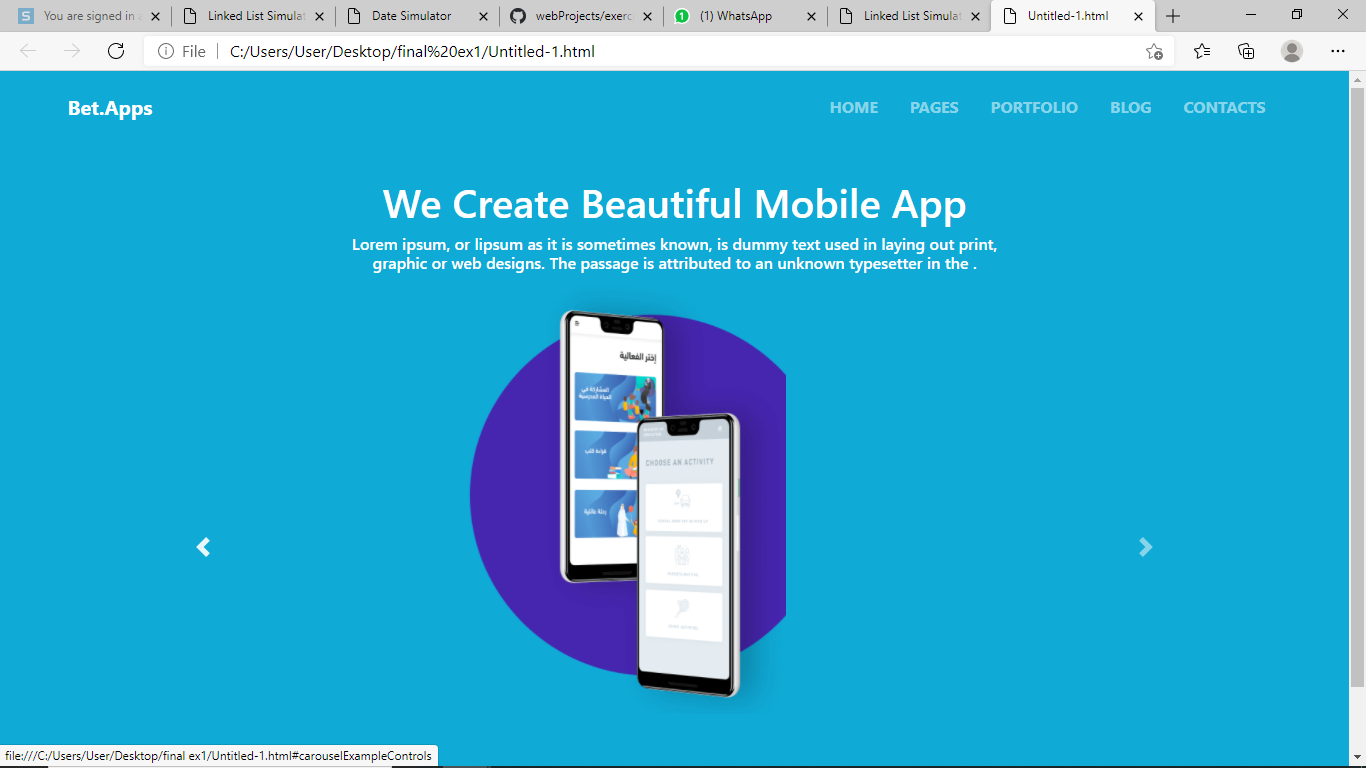 You are signed in a
Linked List Simulat
Date Simulator
webProjects/exerc
(1) WhatsApp
Linked List Simulat
Untitled-1.html
File
C:/Users/User/Desktop/final%20ex1/Untitled-1.html
Bet.Apps
HOME PAGES PORTFOLIO BLOG CONTACTS
We Create Beautiful Mobile App
Lorem ipsum, or lipsum as it is sometimes known, is dummy text used in laying out print,
graphic or web designs. The passage is attributed to an unknown typesetter in the .
إختر الفعالية
المشاركة في
الحياة المدرسية
قراءة كتب
رحلة عائلية
CHOOSE AN ACTIVITY
file:///C:/Users/User/Desktop/final ex1/Untitled-1.html#carouselExampleControls